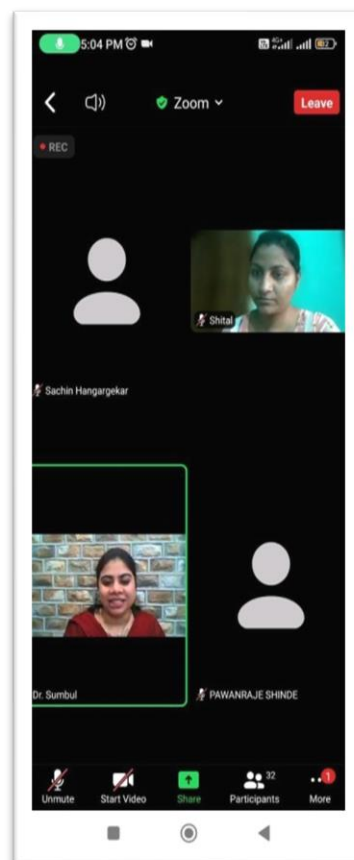 5:04 PM
Zoom
Leave
REC
Shital
Sachin Hangargekar
Dr. Sumbul
PAWANRAJE SHINDE
32
1
Unmute
Start Video
Share
Participants
More